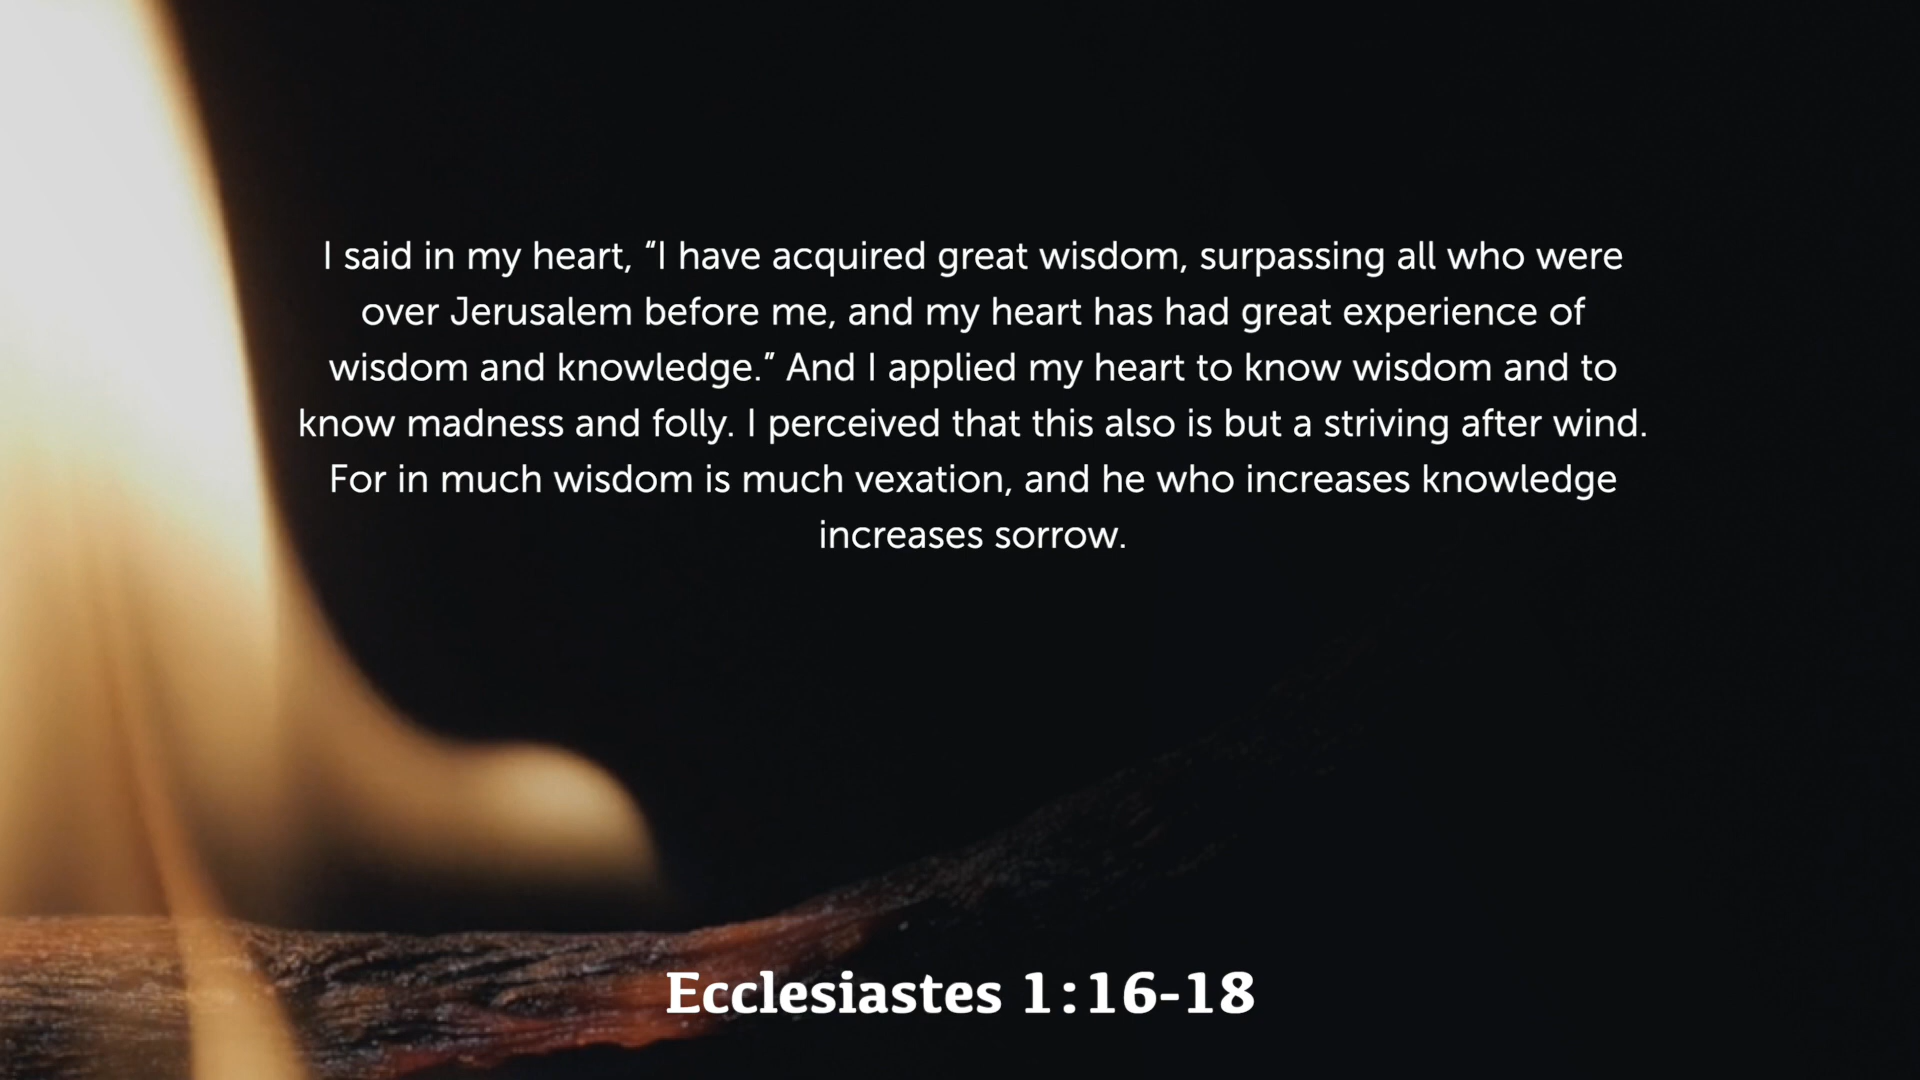 I said in my heart, “I have acquired great wisdom, surpassing all who were
over Jerusalem before me, and my heart has had great experience of
wisdom and knowledge.” And I applied my heart to know wisdom and to
know madness and folly. I perceived that this also is but a striving after wind.
For in much wisdom is much vexation, and he who increases knowledge
increases sorrow.
Ecclesiastes 1:16-18